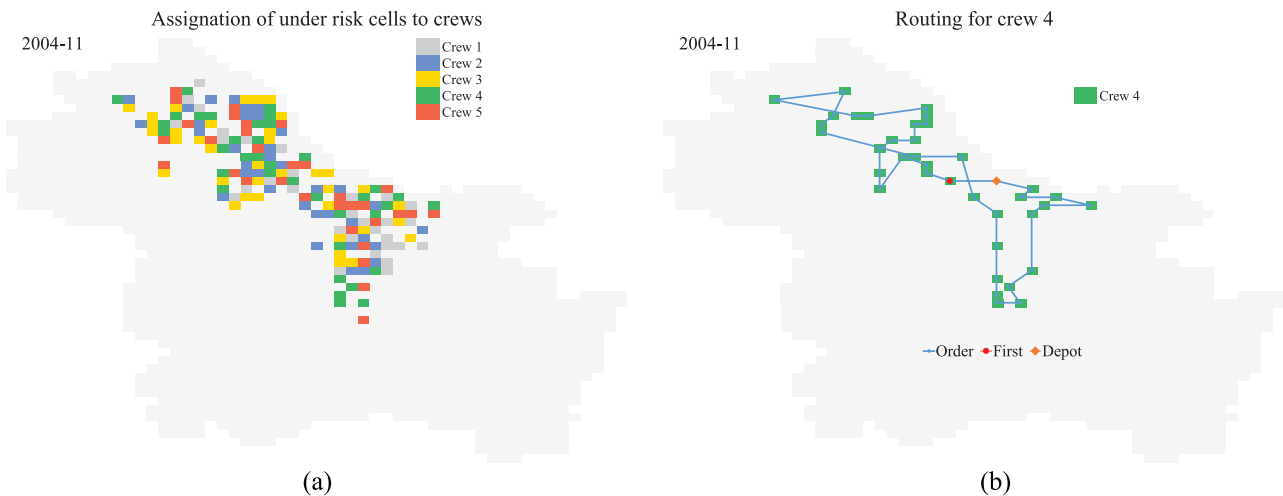 Assignation of under risk cells to crews
2004-11
Crew 1
Crew 2
Crew 3
Crew 4
Crew 5
(a)
Routing for crew 4
2004-11
Crew 4
Order First Depot
(b)